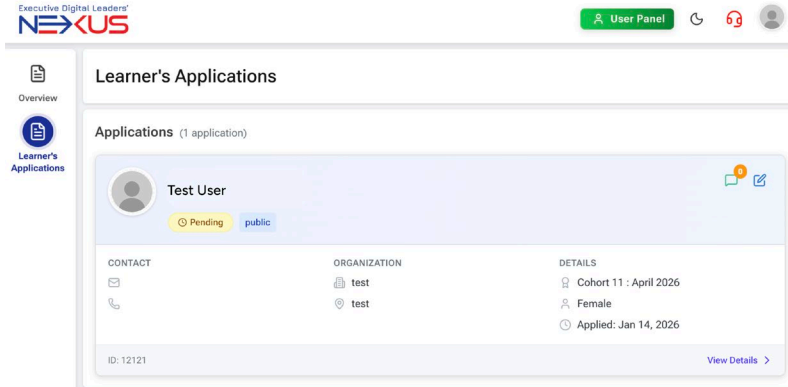 Executive Digital Leaders'
NEXUS
User Panel
Overview
Learner's
Applications
Learner's Applications
Applications (1 application)
Test User
0
Pending
public
CONTACT
ORGANIZATION
test
test
DETAILS
Cohort 11 : April 2026
Female
Applied: Jan 14, 2026
ID: 12121
View Details